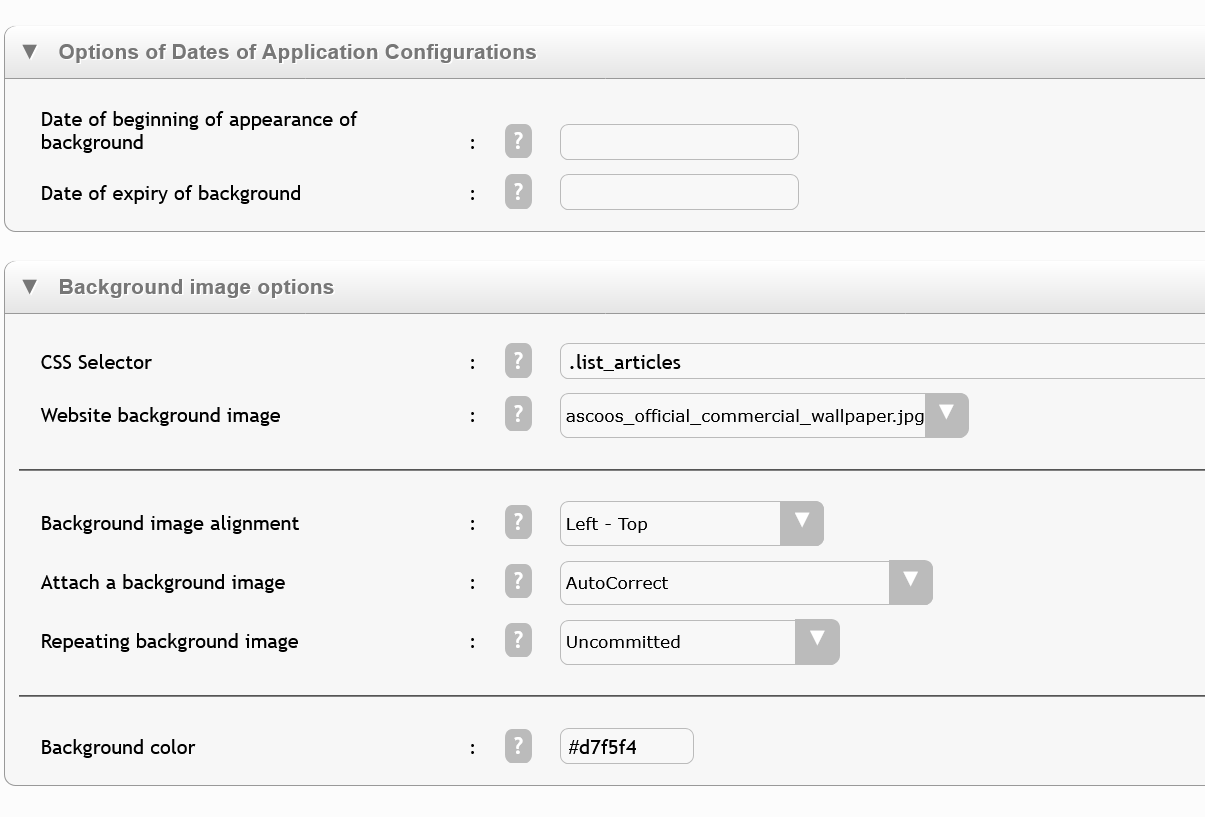 ▼ Options of Dates of Application Configurations
Date of beginning of appearance of
background : ?
Date of expiry of background : ?
▼ Background image options
CSS Selector : ? .list_articles
Website background image : ? ascoos_official_commercial_wallpaper.jpg ▼
Background image alignment : ? Left - Top ▼
Attach a background image : ? AutoCorrect ▼
Repeating background image : ? Uncommitted ▼
Background color : ? #d7f5f4